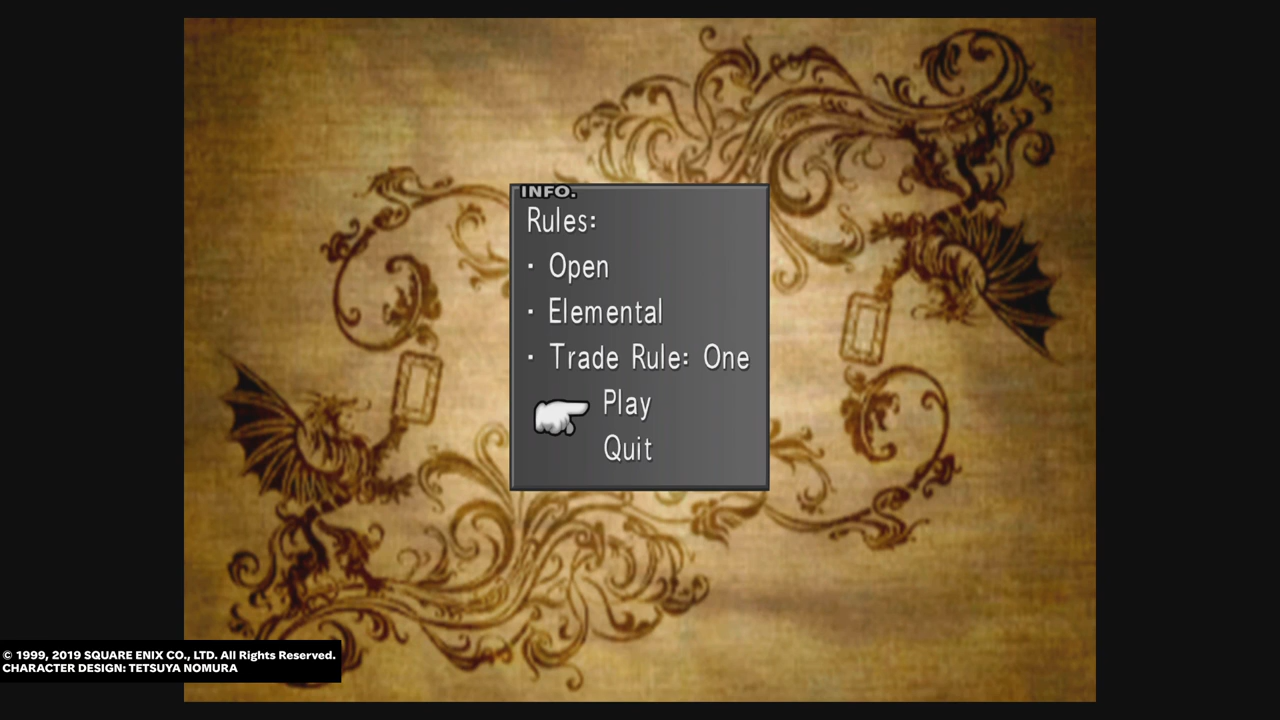 INFO.
Rules:
· Open
· Elemental
· Trade Rule: One
Play
Quit
© 1999, 2019 SQUARE ENIX CO., LTD. All Rights Reserved.
CHARACTER DESIGN: TETSUYA NOMURA